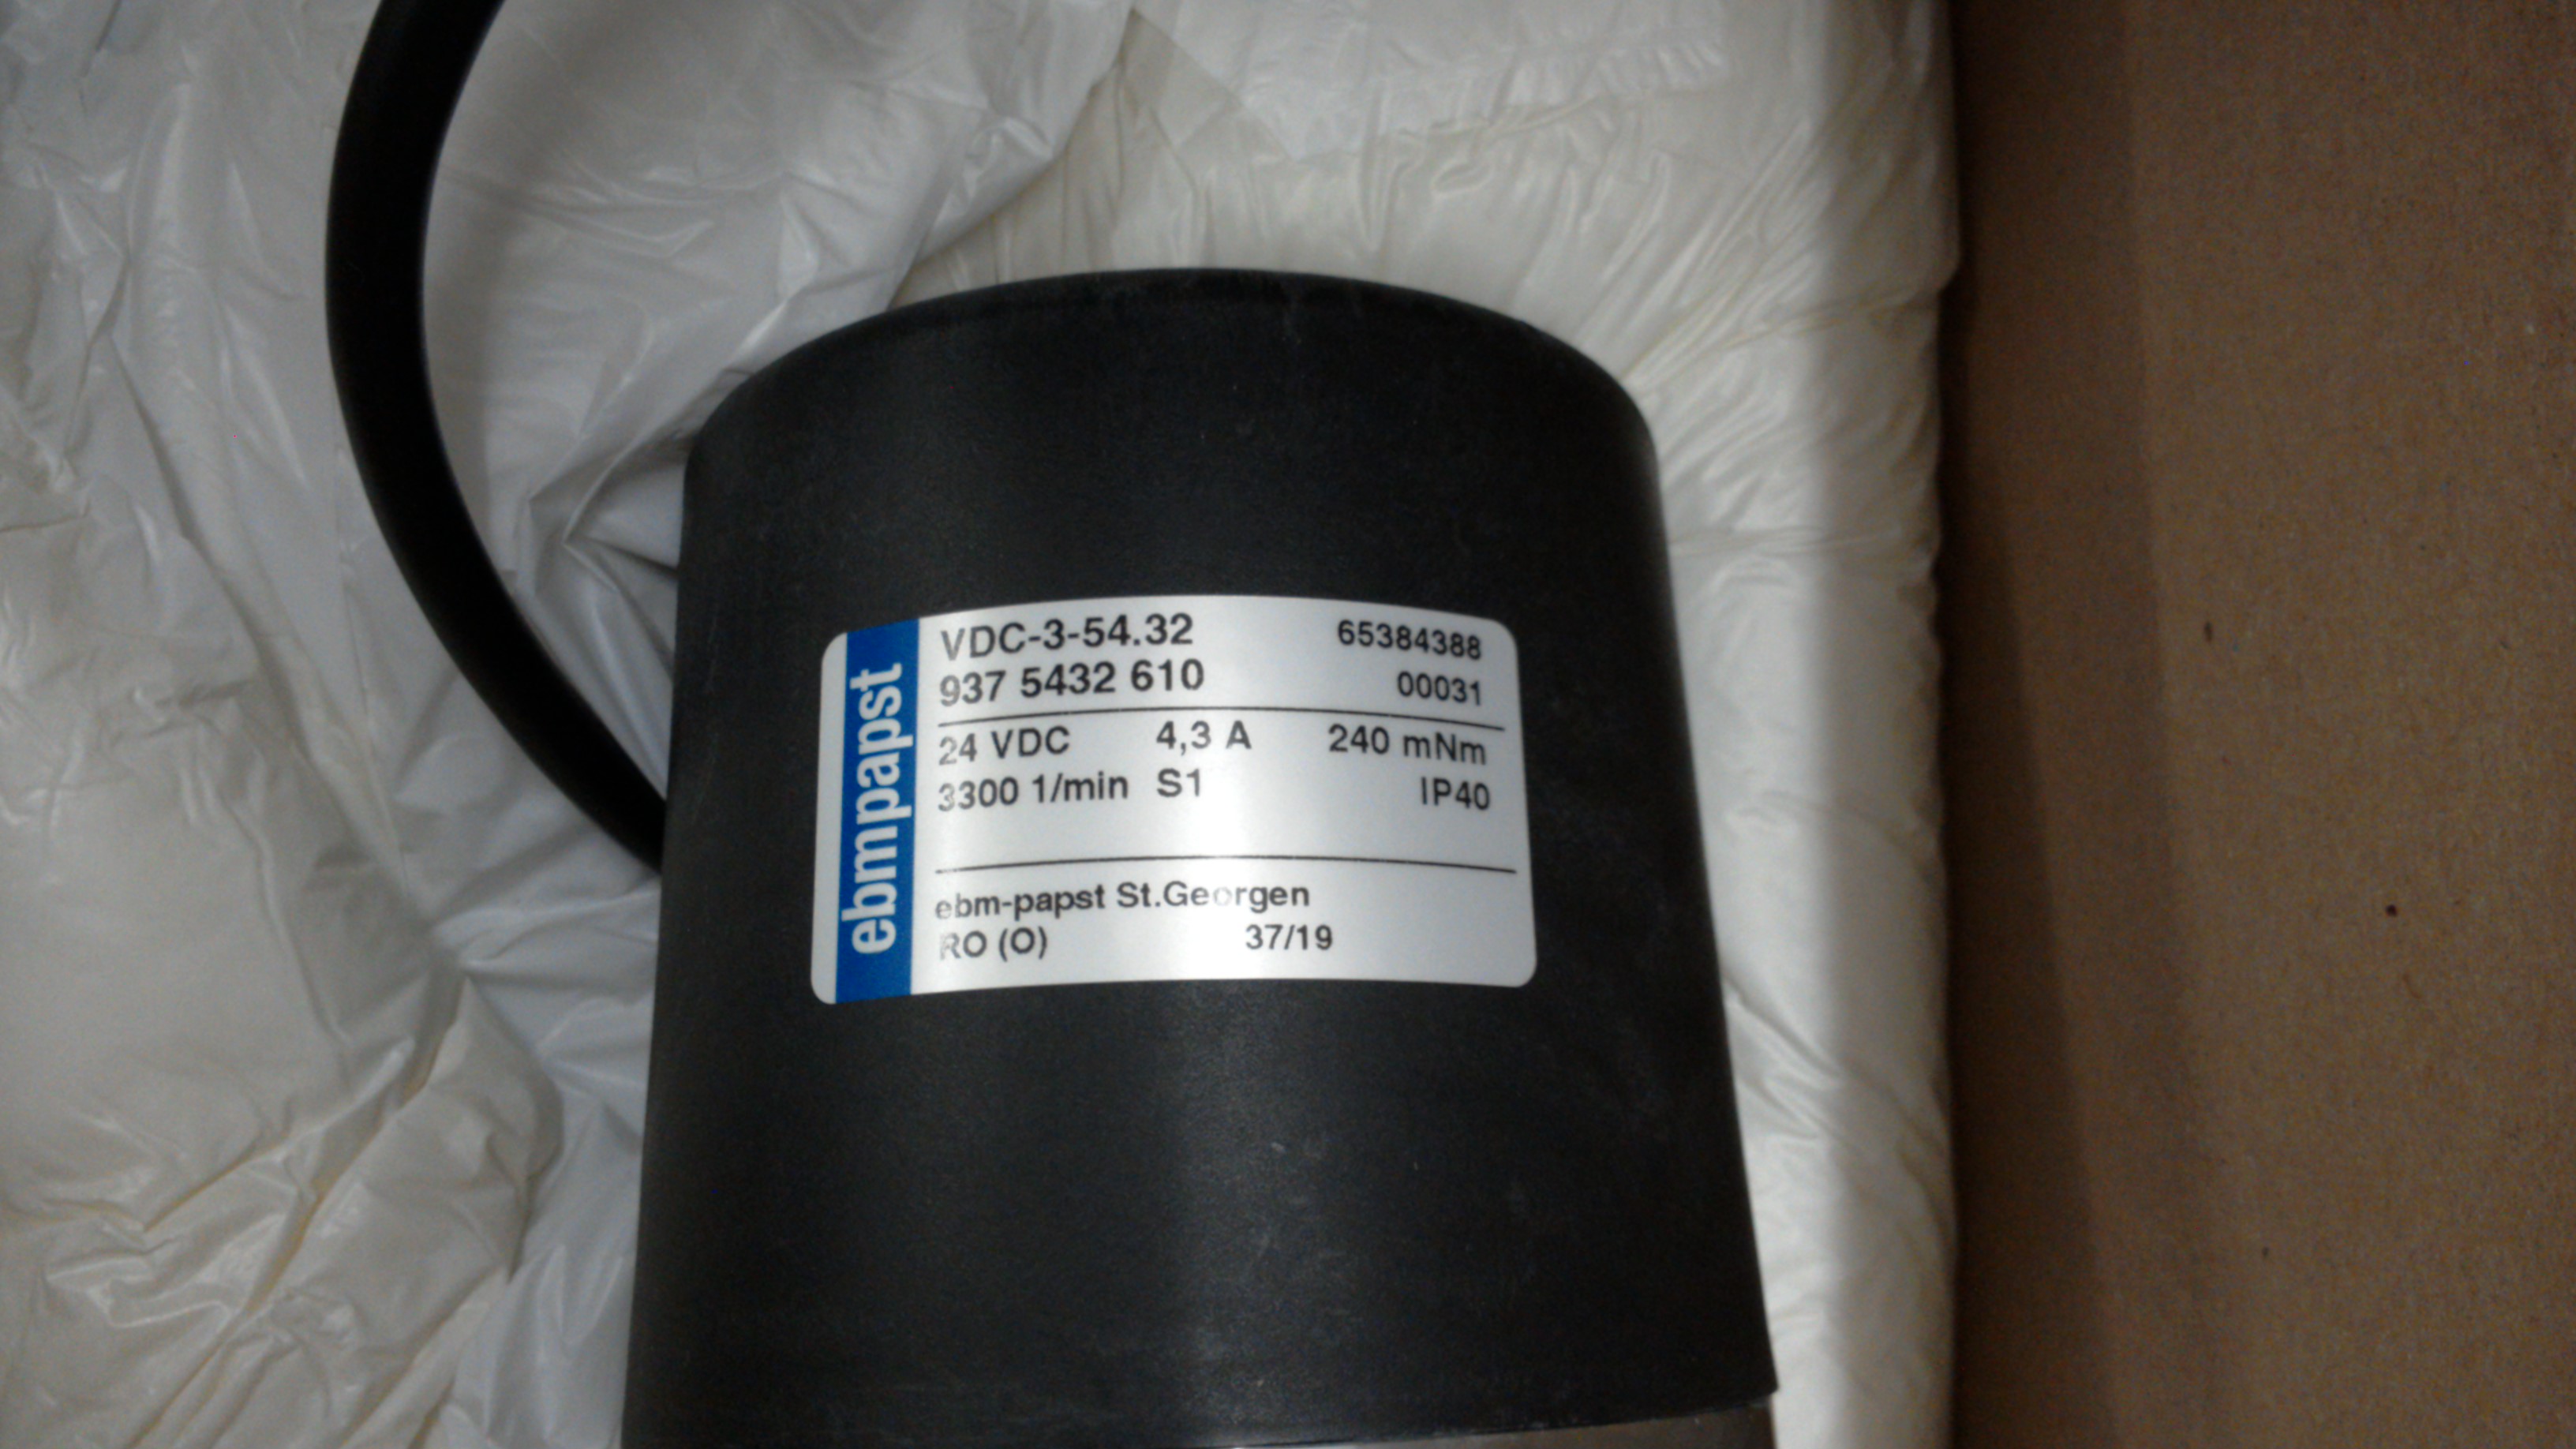 ebmpapst
VDC-3-54.32 65384388
937 5432 610 00031
24 VDC 4,3 A 240 mNm
3300 1/min S1 IP40
ebm-papst St.Georgen
RO (O) 37/19